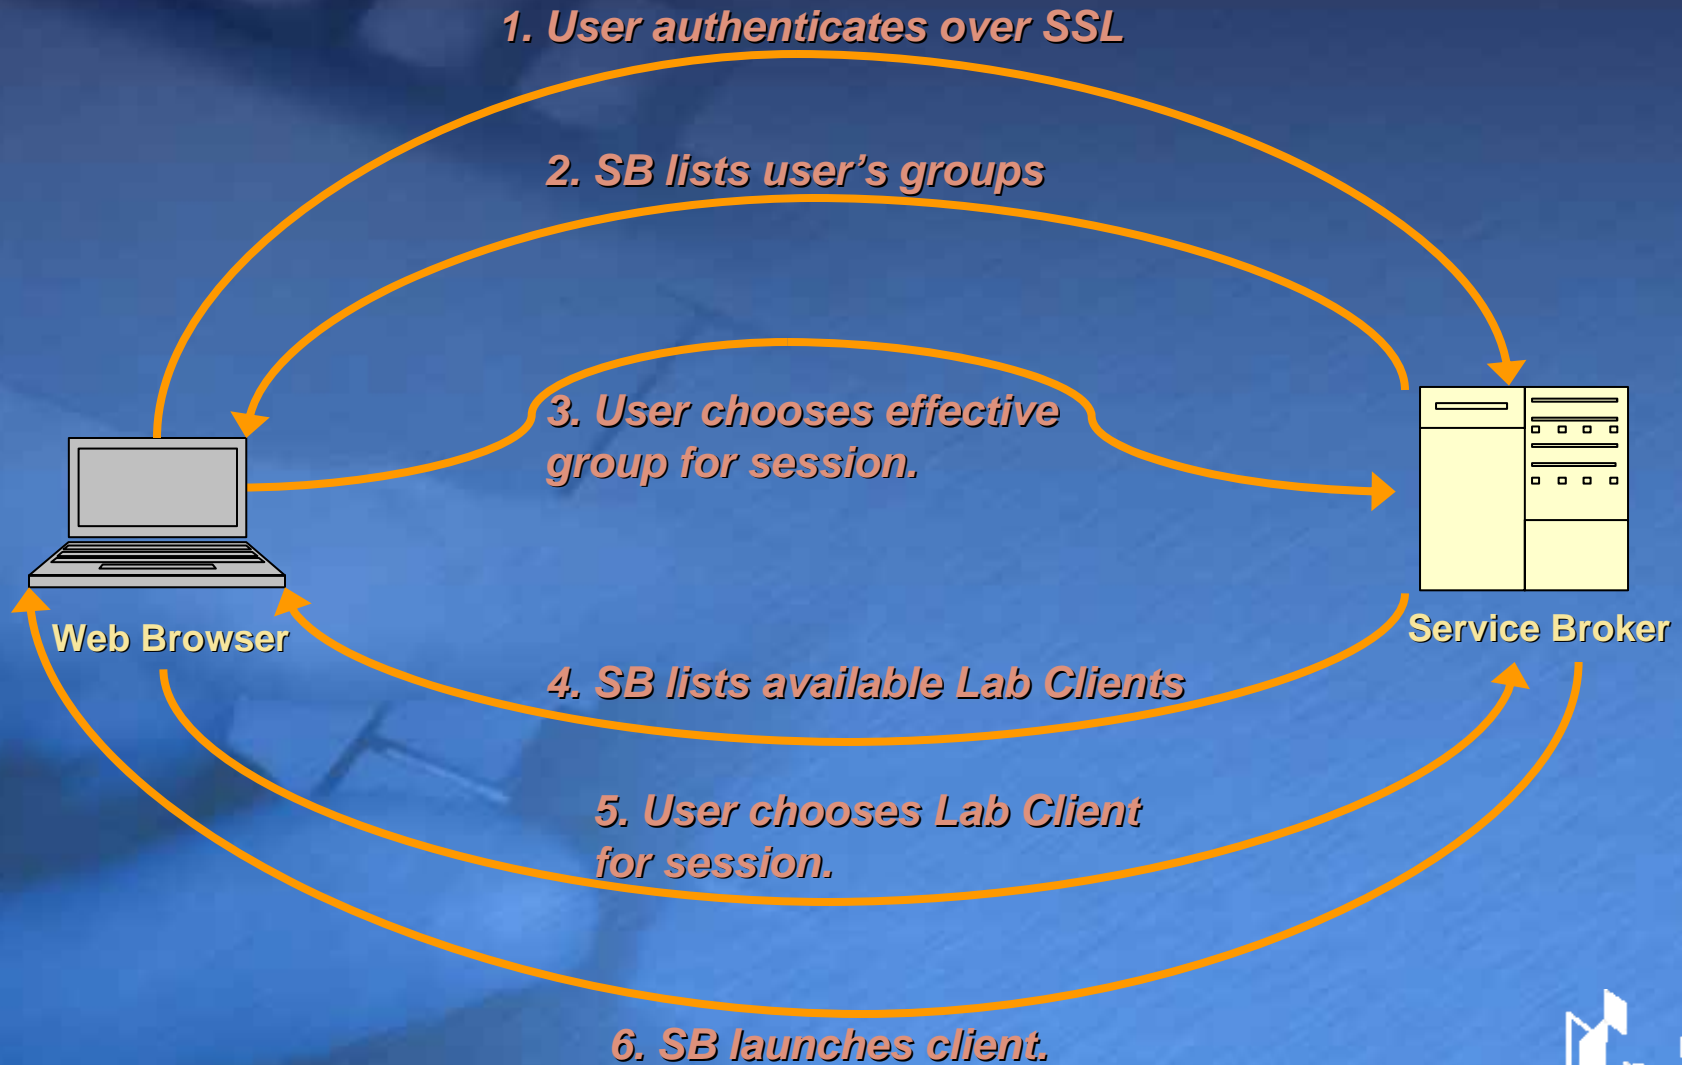 1. User authenticates over SSL
2. SB lists user’s groups
3. User chooses effective
group for session.
Web Browser
Service Broker
4. SB lists available Lab Clients
5. User chooses Lab Client
for session.
6. SB launches client.